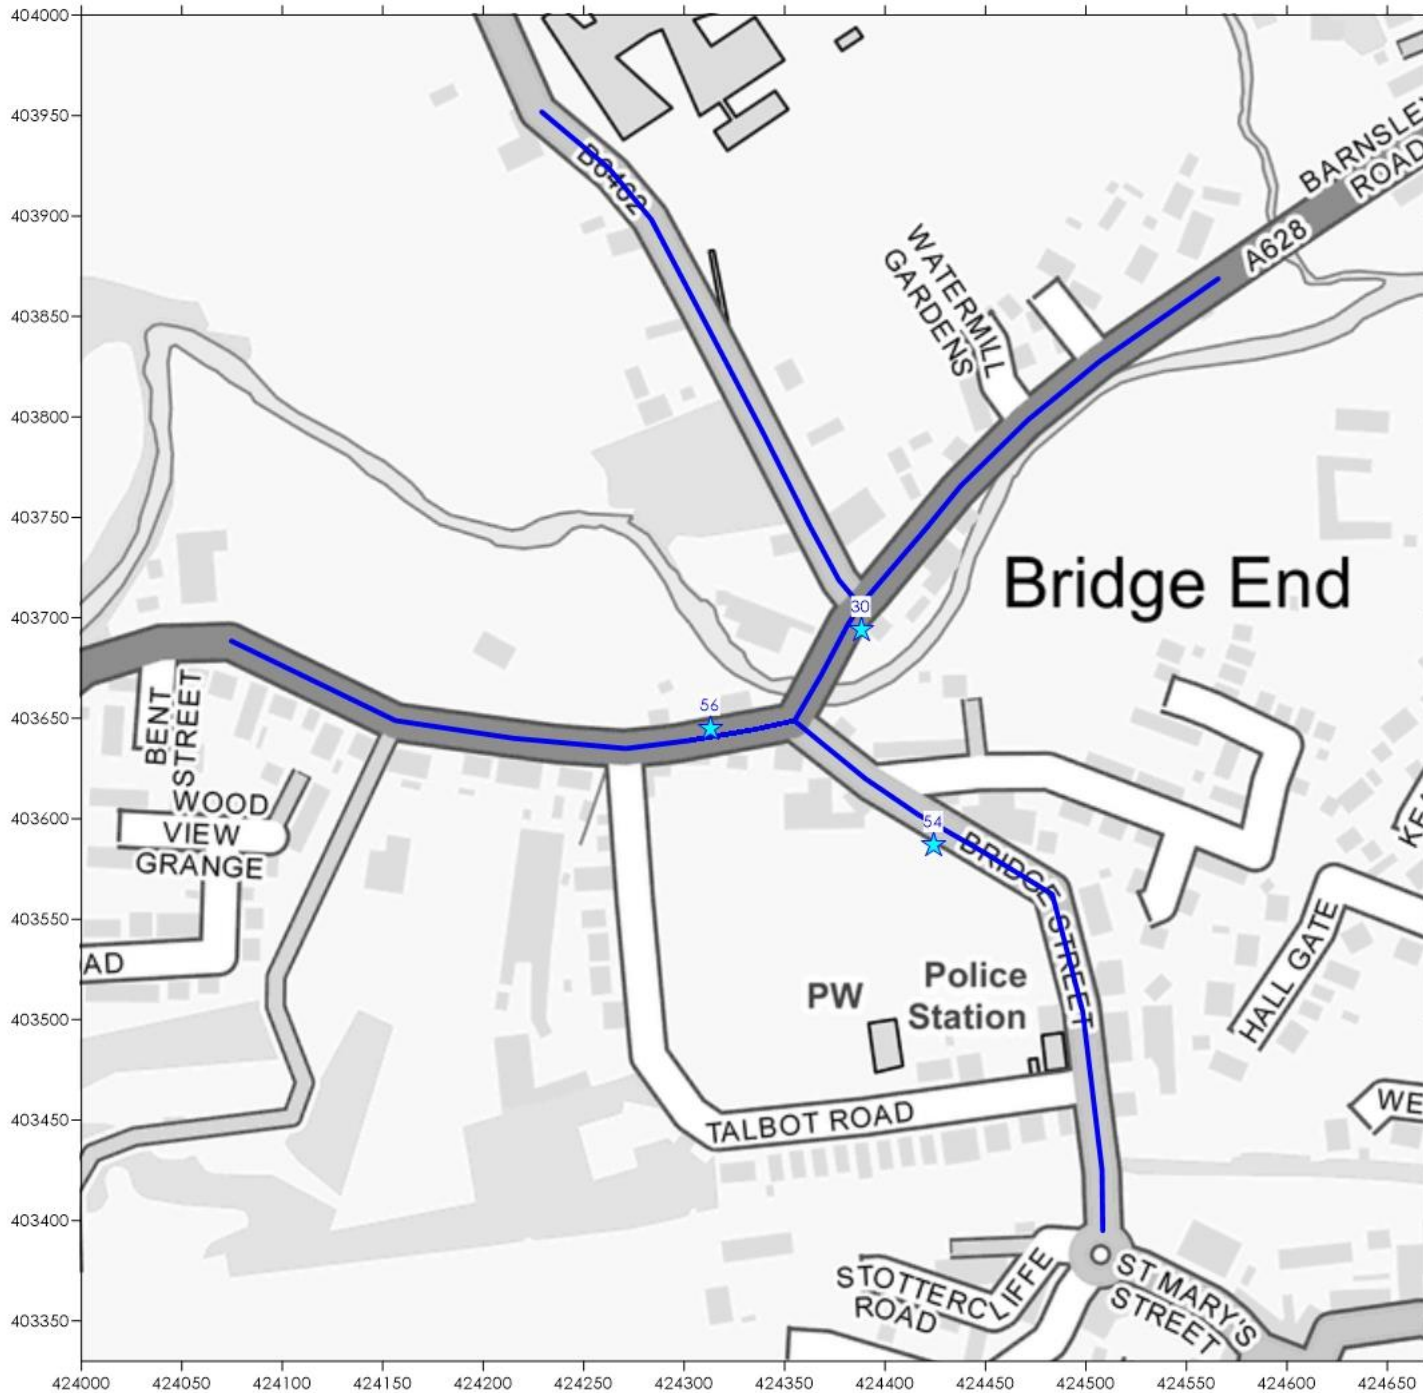 404000
403950
403900
403850
403800
403750
403700
403650
403600
403550
403500
403450
403400
403350
424000 424050 424100 424150 424200 424250 424300 424350 424400 424450 424500 424550 424600 424650
B6462
BARNSLEY
ROAD
A628
WATERMILL
GARDENS
Bridge End
30
56
54
BENT
STREET
WOOD
VIEW
GRANGE
AD
BRIDGE STREET
HALL GATE
Police
Station
PW
TALBOT ROAD
WE
STOTTERCLIFFE
ROAD
ST MARY'S
STREET